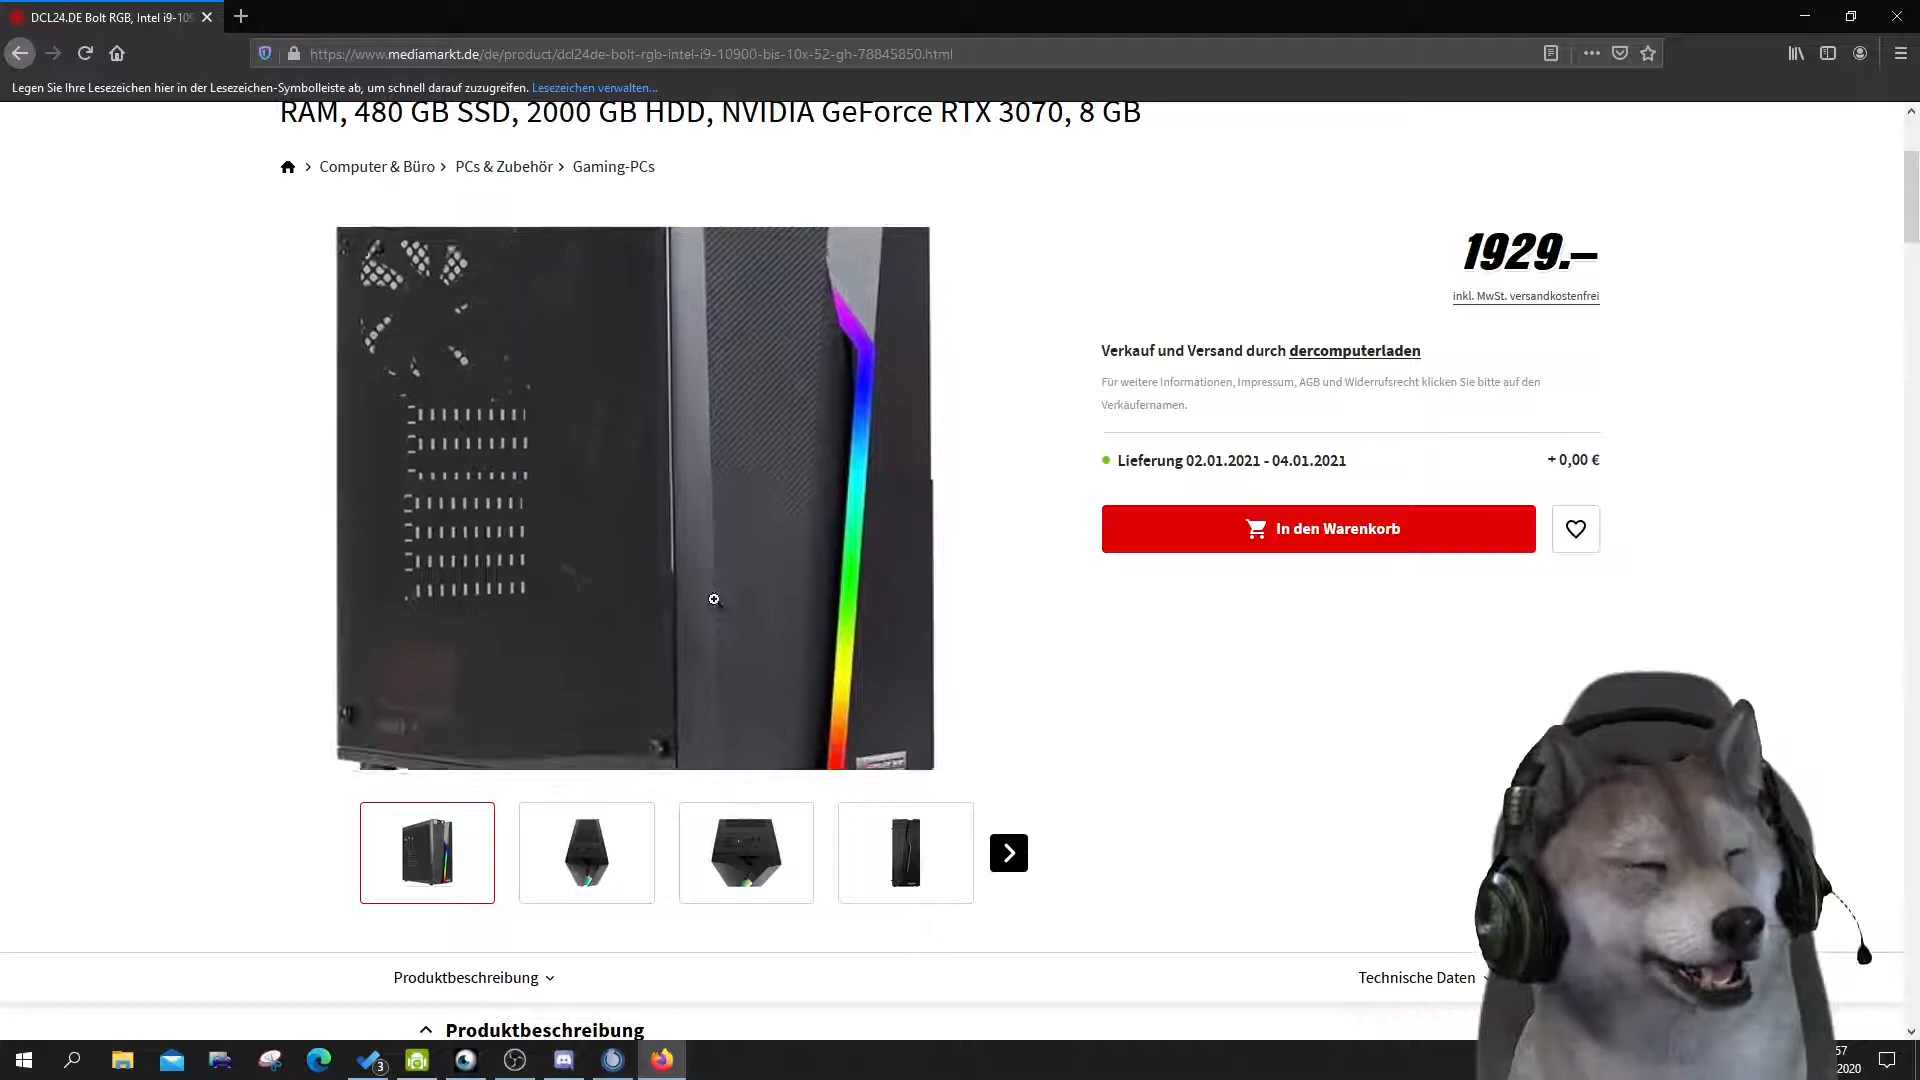 DCL24.DE Bolt RGB, Intel i9-109
https://www.mediamarkt.de/de/product/dcl24de-bolt-rgb-intel-i9-10900-bis-10x-52-gh-78845850.html
Legen Sie Ihre Lesezeichen hier in der Lesezeichen-Symbolleiste ab, um schnell darauf zuzugreifen. Lesezeichen verwalten...
RAM, 480 GB SSD, 2000 GB HDD, NVIDIA GeForce RTX 3070, 8 GB
Computer & Büro > PCs & Zubehör > Gaming-PCs
1929.–
inkl. MwSt. versandkostenfrei
Verkauf und Versand durch dercomputerladen
Für weitere Informationen, Impressum, AGB und Widerrufsrecht klicken Sie bitte auf den
Verkäufernamen.
Lieferung 02.01.2021 - 04.01.2021 + 0,00 €
In den Warenkorb
Produktbeschreibung
Technische Daten
Produktbeschreibung
3
57
2020